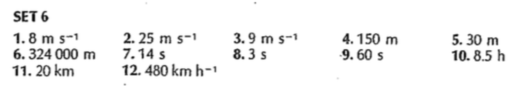 SET 6
1. 8 m s⁻¹ 2. 25 m s⁻¹ 3. 9 m s⁻¹ 4. 150 m 5. 30 m
6. 324 000 m 7. 14 s 8. 3 s 9. 60 s 10. 8.5 h
11. 20 km 12. 480 km h⁻¹